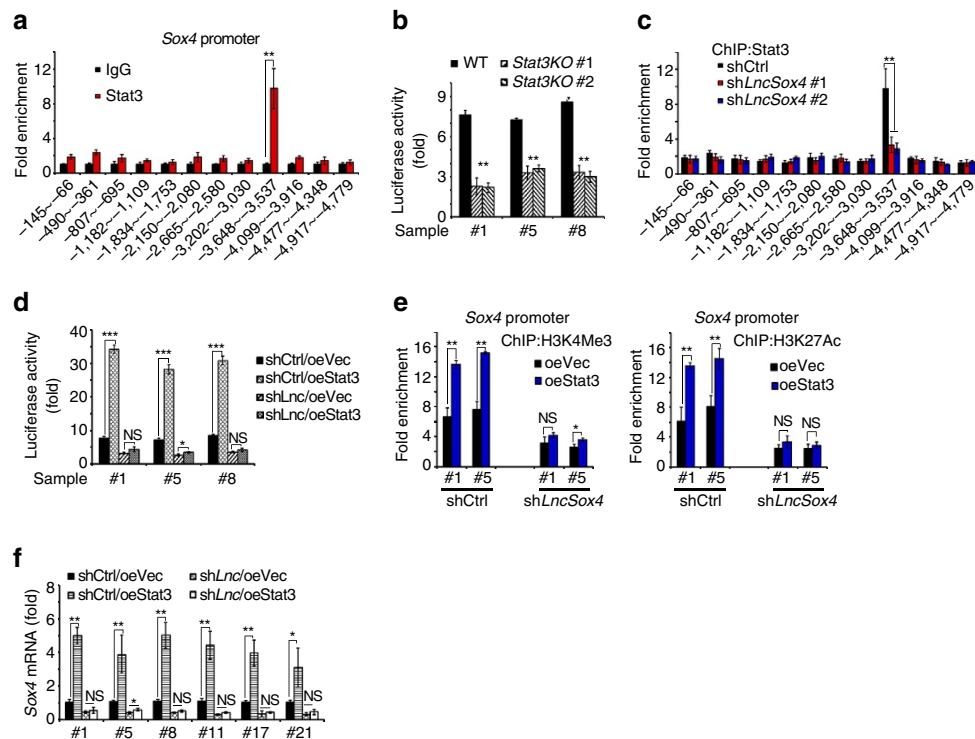 a
Sox4 promoter
IgG
Stat3
Fold enrichment
12
8
4
0
–145~–66
–490~–361
–807~–695
–1,182~–1,109
–1,834~–1,753
–2,150~–2,080
–2,665~–2,580
–3,202~–3,030
–3,648~–3,537
–4,099~–3,916
–4,477~–4,348
–4,917~–4,779
**
b
WT
Stat3KO #1
Stat3KO #2
Luciferase activity
(fold)
9
6
3
0
** ** **
Sample #1 #5 #8
c
ChIP:Stat3
shCtrl
shLncSox4 #1
shLncSox4 #2
**
Fold enrichment
12
8
4
0
–145~–66
–490~–361
–807~–695
–1,182~–1,109
–1,834~–1,753
–2,150~–2,080
–2,665~–2,580
–3,202~–3,030
–3,648~–3,537
–4,099~–3,916
–4,477~–4,348
–4,917~–4,779
d
Luciferase activity
(fold)
40
35
30
20
10
0
*** *** ***
NS * NS
shCtrl/oeVec
shCtrl/oeStat3
shLnc/oeVec
shLnc/oeStat3
Sample #1 #5 #8
e
Sox4 promoter
ChIP:H3K4Me3
oeVec
oeStat3
Fold enrichment
16
12
8
4
0
** ** NS *
#1 #5 #1 #5
shCtrl shLncSox4
Sox4 promoter
ChIP:H3K27Ac
oeVec
oeStat3
Fold enrichment
16
12
8
4
0
** ** NS NS
#1 #5 #1 #5
shCtrl shLncSox4
f
shCtrl/oeVec shLnc/oeVec
shCtrl/oeStat3 shLnc/oeStat3
Sox4 mRNA (fold)
8
6
4
2
0
** ** ** ** ** *
NS * NS NS NS NS
#1 #5 #8 #11 #17 #21